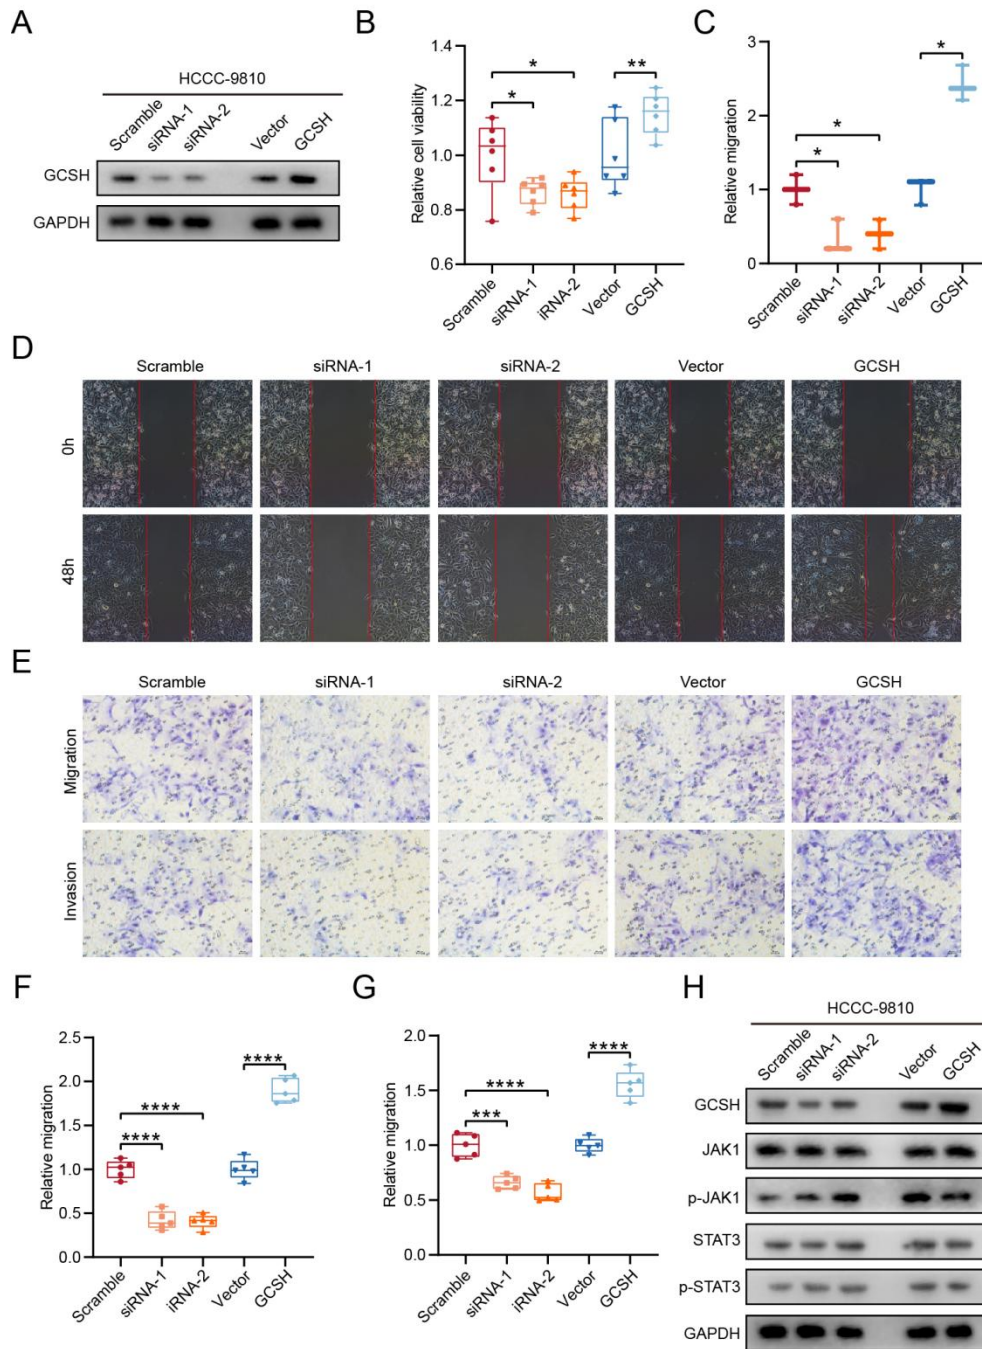 A
HCCC-9810
Scramble siRNA-1 siRNA-2 Vector GCSH
GCSH
GAPDH
B
Relative cell viability
1.4
1.2
1.0
0.8
0.6
* * **
Scramble siRNA-1 iRNA-2 Vector GCSH
C
Relative migration
3
2
1
0
* * *
Scramble siRNA-1 siRNA-2 Vector GCSH
D
Scramble siRNA-1 siRNA-2 Vector GCSH
0h
48h
E
Scramble siRNA-1 siRNA-2 Vector GCSH
Migration
Invasion
F
Relative migration
2.5
2.0
1.5
1.0
0.5
0.0
****
****
****
Scramble siRNA-1 iRNA-2 Vector GCSH
G
Relative migration
2.0
1.5
1.0
0.5
0.0
****
****
***
Scramble siRNA-1 iRNA-2 Vector GCSH
H
HCCC-9810
Scramble siRNA-1 siRNA-2 Vector GCSH
GCSH
JAK1
p-JAK1
STAT3
p-STAT3
GAPDH